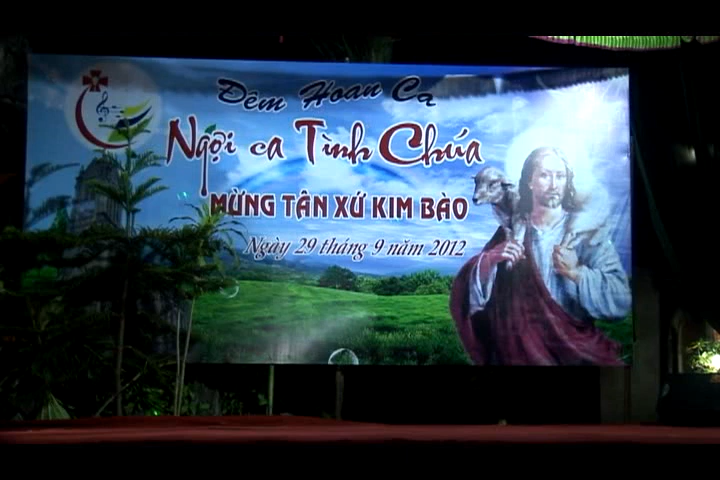 Đêm Hoan Ca
Ngợi ca Tình Chúa
MỪNG TÂN XỨ KIM BÀO
Ngày 29 tháng 9 năm 2012